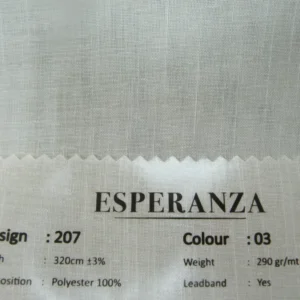 ESPERANZA
sign : 207 Colour : 03
h : 320cm ±3% Weight : 290 gr/mt
osition : Polyester 100% Leadband : Yes